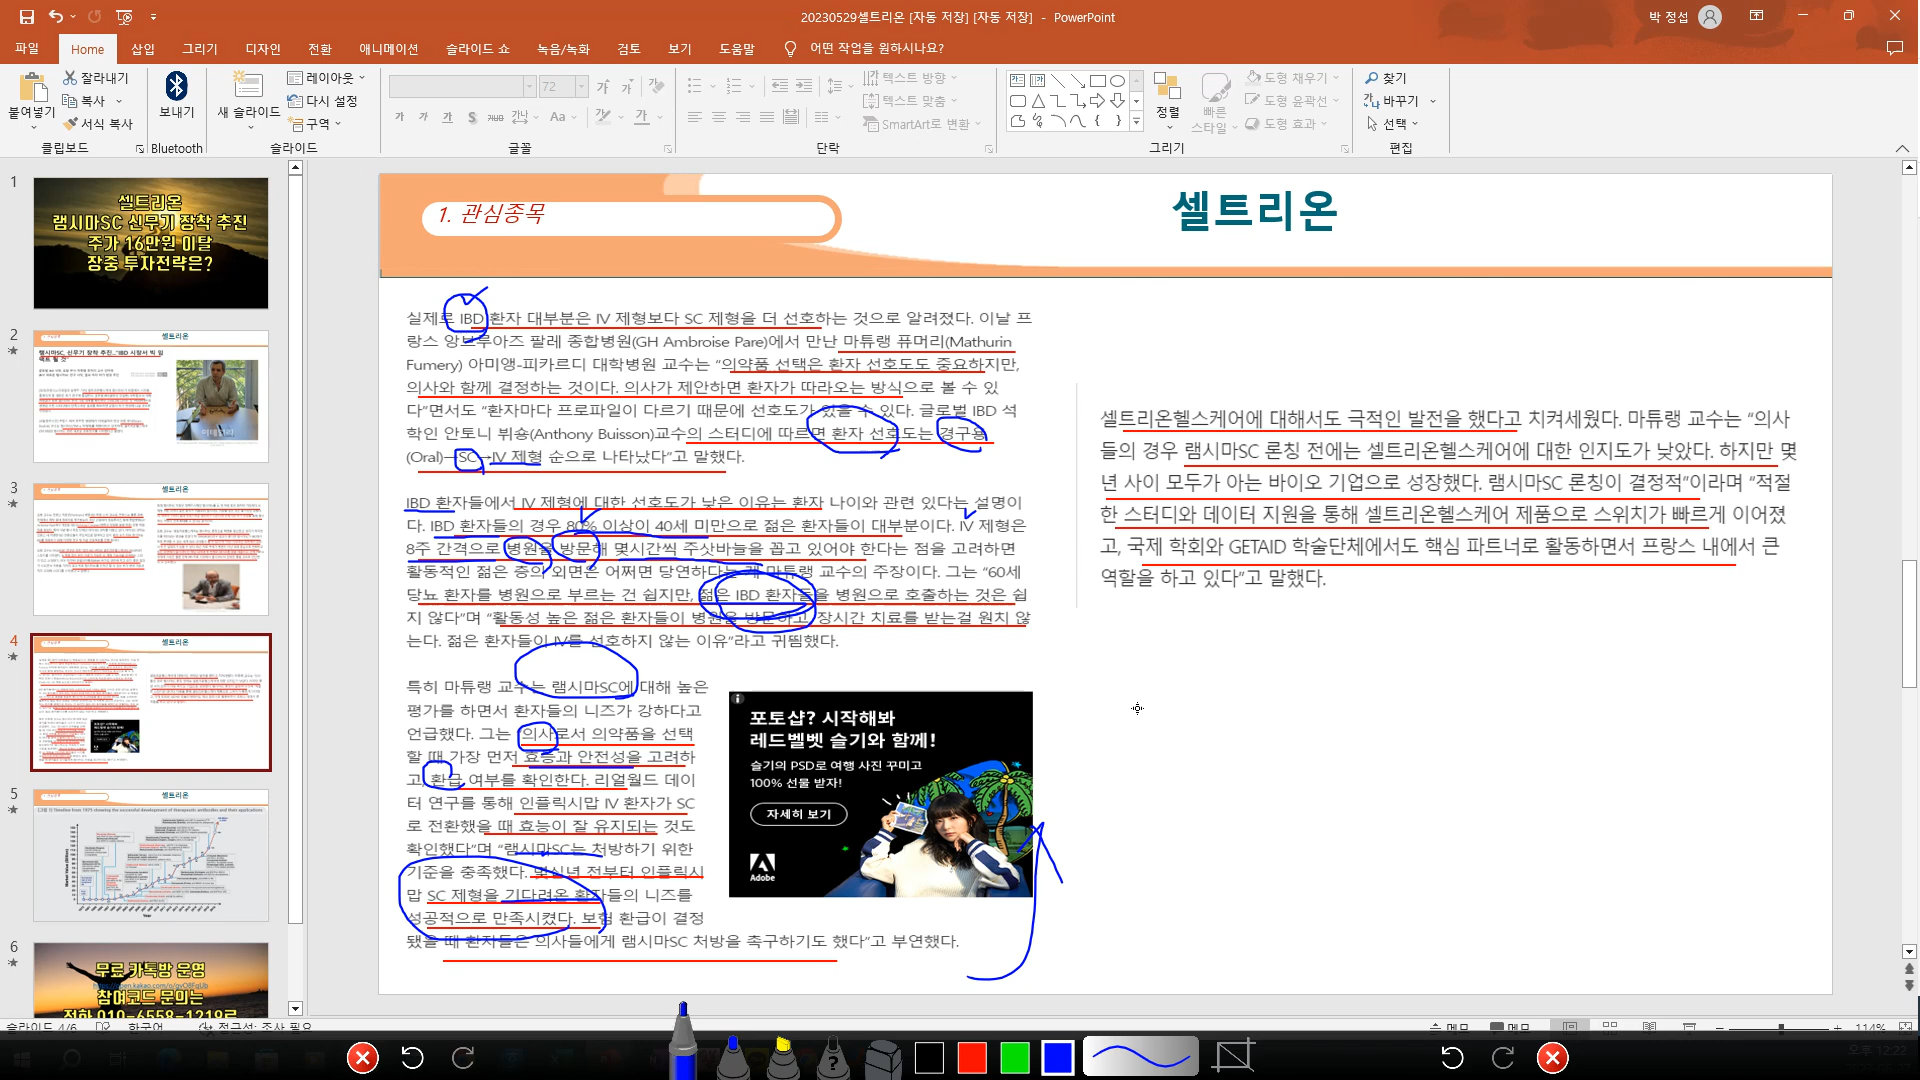 20230529셀트리온 [자동 저장] [자동 저장] - PowerPoint
박 정섭
파일 Home 삽입 그리기 디자인 전환 애니메이션 슬라이드 쇼 녹음/녹화 검토 보기 도움말 어떤 작업을 원하시나요?
붙여넣기
잘라내기
복사
서식 복사
클립보드
보내기
Bluetooth
새 슬라이드
레이아웃
다시 설정
구역
슬라이드
72
글꼴
텍스트 방향
텍스트 맞춤
SmartArt로 변환
단락
정렬
빠른 스타일
도형 채우기
도형 윤곽선
도형 효과
그리기
찾기
바꾸기
선택
편집
1
셀트리온
램시마SC 신무기 장착 추진
주가 16만원 이탈
장중 투자전략은?
2
셀트리온
3
셀트리온
4
셀트리온
5
셀트리온
6
무료 카톡방 운영
참여코드 문의는
전화 010-6558-1219로
1. 관심종목
셀트리온
실제로 IBD 환자 대부분은 IV 제형보다 SC 제형을 더 선호하는 것으로 알려졌다. 이날 프
랑스 앙브루아즈 팔레 종합병원(GH Ambroise Pare)에서 만난 마튜랭 퓨머리(Mathurin
Fumery) 아미앵-피카르디 대학병원 교수는 “의약품 선택은 환자 선호도도 중요하지만,
의사와 함께 결정하는 것이다. 의사가 제안하면 환자가 따라오는 방식으로 볼 수 있
다”면서도 “환자마다 프로파일이 다르기 때문에 선호도가 있을 수 있다. 글로벌 IBD 석
학인 안토니 뷔숑(Anthony Buisson)교수의 스터디에 따르면 환자 선호도는 경구용
(Oral)→SC→IV 제형 순으로 나타났다”고 말했다.
IBD 환자들에서 IV 제형에 대한 선호도가 낮은 이유는 환자 나이와 관련 있다는 설명이
다. IBD 환자들의 경우 80% 이상이 40세 미만으로 젊은 환자들이 대부분이다. IV 제형은
8주 간격으로 병원을 방문해 몇시간씩 주삿바늘을 꼽고 있어야 한다는 점을 고려하면
활동적인 젊은 층의 외면은 어쩌면 당연하다는 게 마튜랭 교수의 주장이다. 그는 “60세
당뇨 환자를 병원으로 부르는 건 쉽지만, 젊은 IBD 환자들을 병원으로 호출하는 것은 쉽
지 않다”며 “활동성 높은 젊은 환자들이 병원을 방문하고, 장시간 치료를 받는걸 원치 않
는다. 젊은 환자들이 IV를 선호하지 않는 이유”라고 귀띔했다.
특히 마튜랭 교수는 램시마SC에 대해 높은
평가를 하면서 환자들의 니즈가 강하다고
언급했다. 그는 “의사로서 의약품을 선택
할 때 가장 먼저 효능과 안전성을 고려하
고, 환급 여부를 확인한다. 리얼월드 데이
터 연구를 통해 인플릭시맙 IV 환자가 SC
로 전환했을 때 효능이 잘 유지되는 것도
확인했다”며 “램시마SC는 처방하기 위한
기준을 충족했다. 몇십년 전부터 인플릭시
맙 SC 제형을 기다려온 환자들의 니즈를
성공적으로 만족시켰다. 보험 환급이 결정
됐을 때 환자들은 의사들에게 램시마SC 처방을 촉구하기도 했다”고 부연했다.
포토샵? 시작해봐
레드벨벳 슬기와 함께!
슬기의 PSD로 여행 사진 꾸미고
100% 선물 받자!
자세히 보기
Adobe
셀트리온헬스케어에 대해서도 극적인 발전을 했다고 치켜세웠다. 마튜랭 교수는 “의사
들의 경우 램시마SC 론칭 전에는 셀트리온헬스케어에 대한 인지도가 낮았다. 하지만 몇
년 사이 모두가 아는 바이오 기업으로 성장했다. 램시마SC 론칭이 결정적”이라며 “적절
한 스터디와 데이터 지원을 통해 셀트리온헬스케어 제품으로 스위치가 빠르게 이어졌
고, 국제 학회와 GETAID 학술단체에서도 핵심 파트너로 활동하면서 프랑스 내에서 큰
역할을 하고 있다”고 말했다.
슬라이드 4/6 한국어 접근성: 조사 필요
메모 메모 114%
오후 12:22